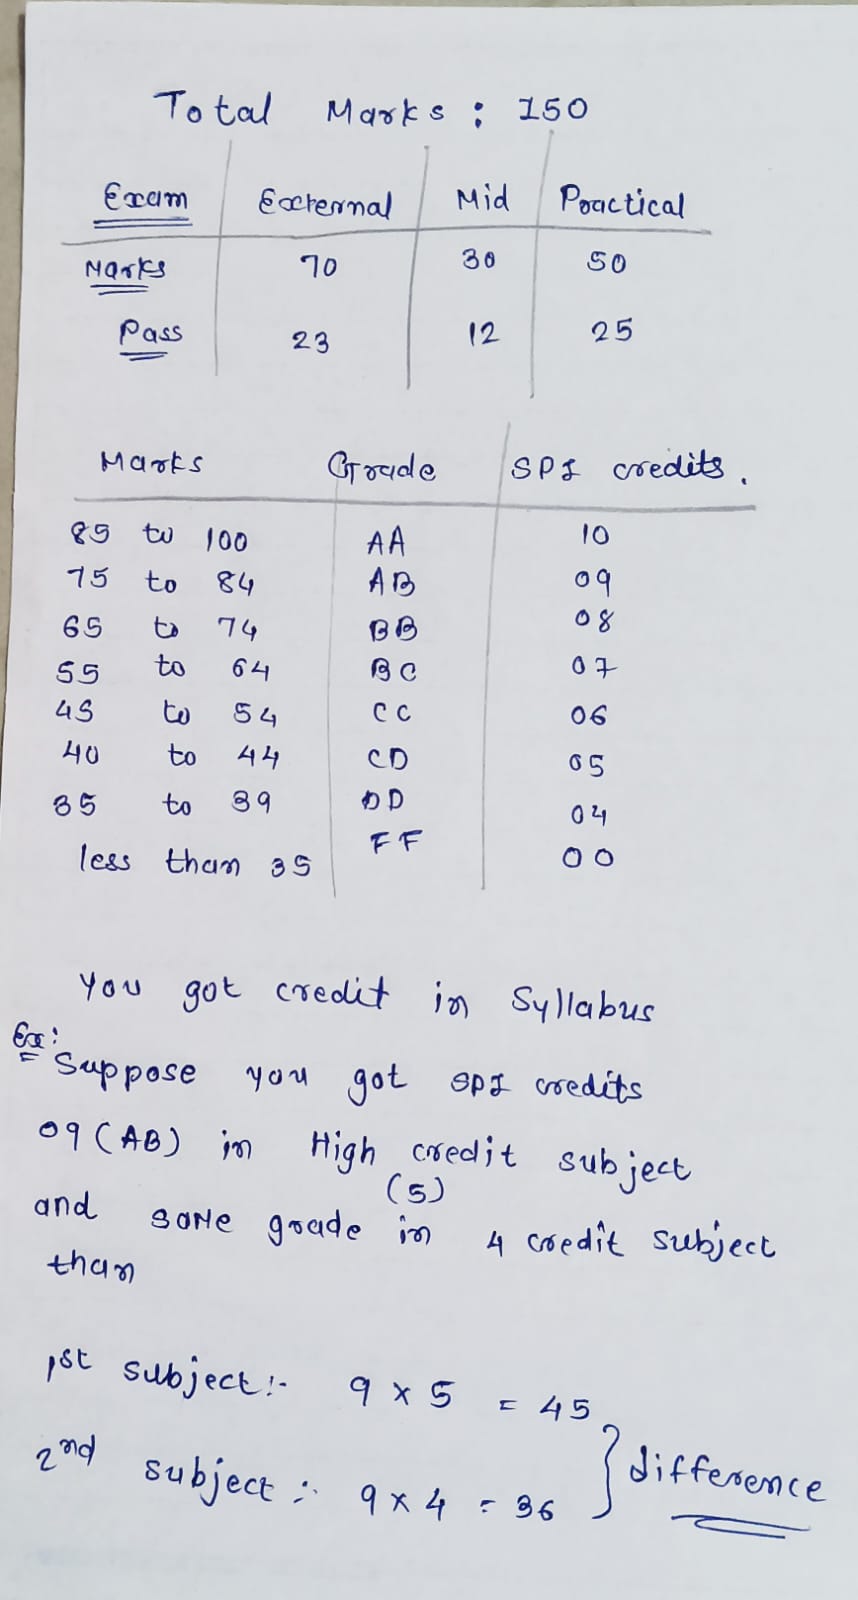 Total Marks : 150
Exam External Mid Practical
Marks 70 30 50
Pass 23 12 25
Marks Grade SPI credits.
85 to 100 AA 10
75 to 84 AB 09
65 to 74 BB 08
55 to 64 BC 07
45 to 54 CC 06
40 to 44 CD 05
35 to 39 DD 04
less than 35 FF 00
You got credit in Syllabus
Ex:
Suppose you got SPI credits
09 (AB) in High credit subject
(5)
and same grade in 4 credit subject
than
1st subject:- 9 x 5 = 45
2nd subject :- 9 x 4 = 36 } difference